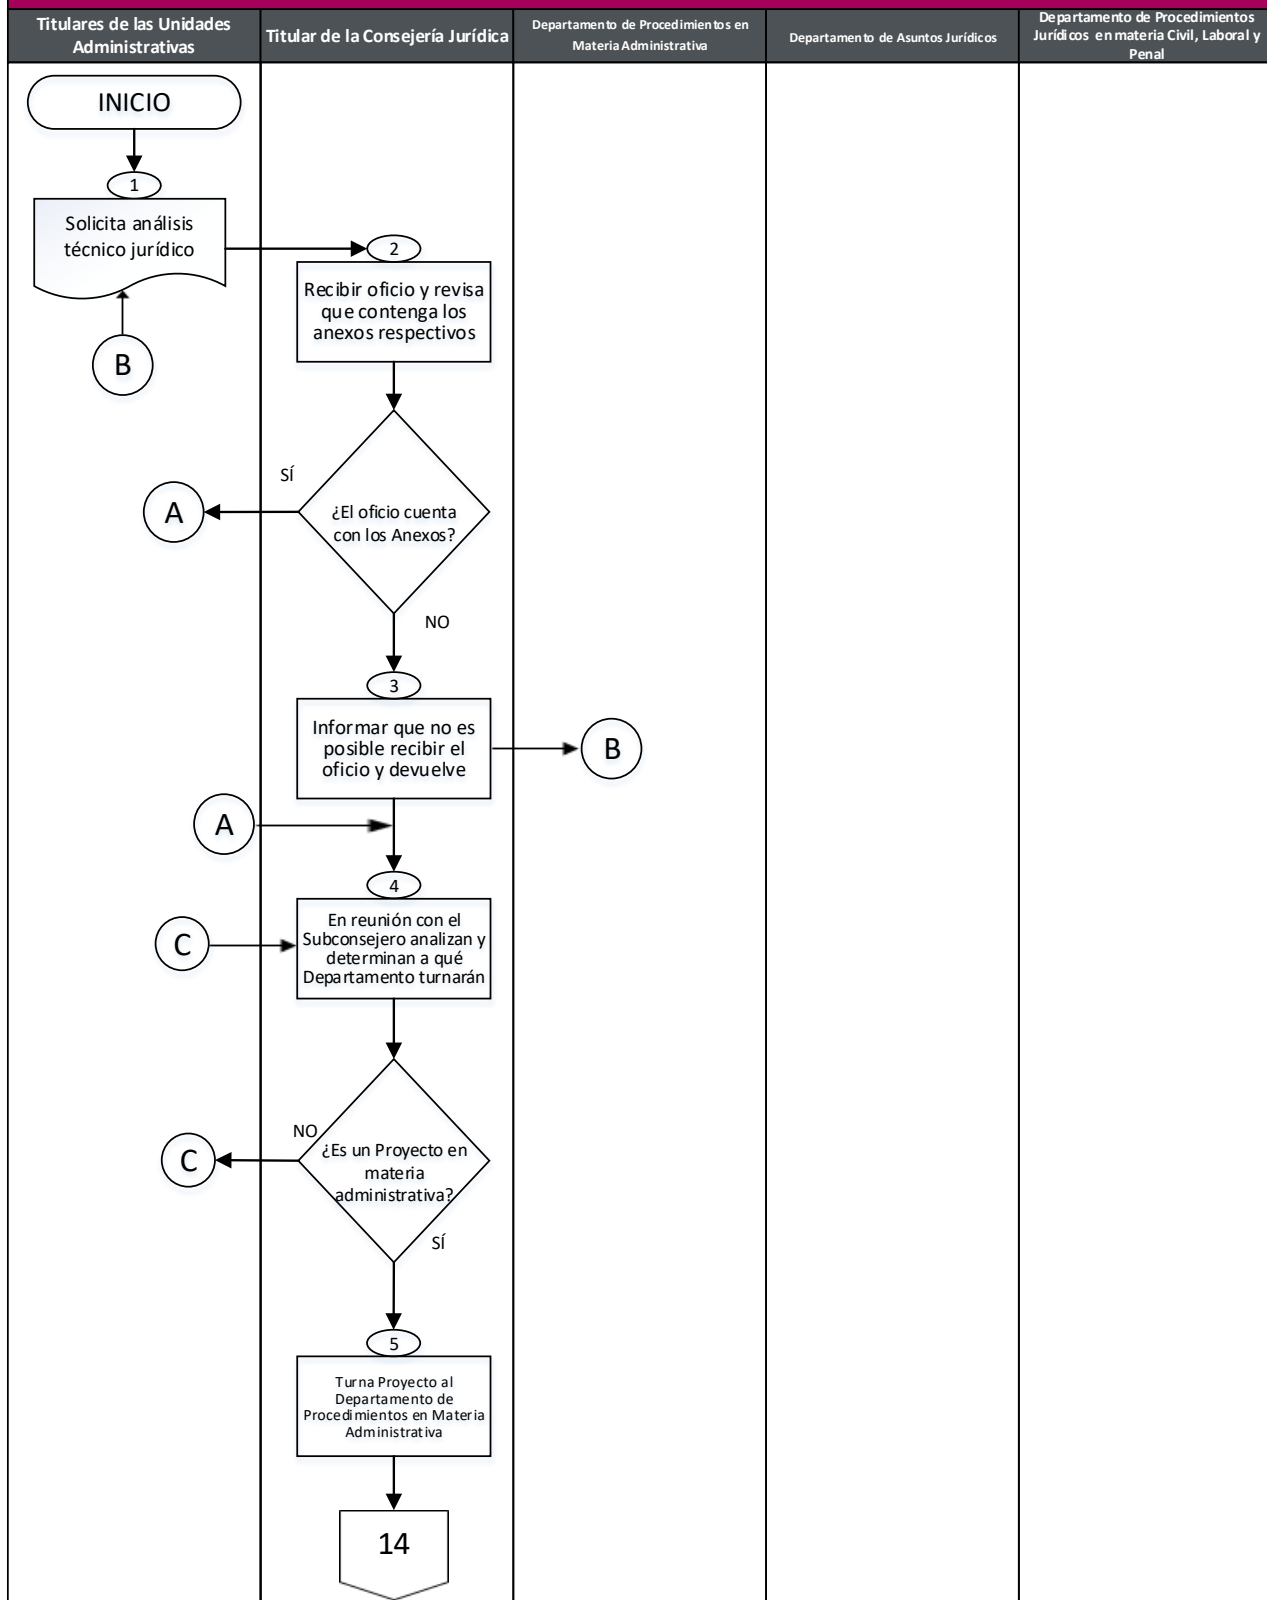 Titulares de las Unidades
Administrativas
Titular de la Consejería Jurídica
Departamento de Procedimientos en
Materia Administrativa
Departamento de Asuntos Jurídicos
Departamento de Procedimientos
Jurídicos en materia Civil, Laboral y
Penal
INICIO
1
Solicita análisis
técnico jurídico
2
Recibir oficio y revisa
que contenga los
anexos respectivos
B
SÍ
A
¿El oficio cuenta
con los Anexos?
NO
3
Informar que no es
posible recibir el
oficio y devuelve
B
A
4
En reunión con el
Subconsejero analizan y
determinan a qué
Departamento turnarán
C
NO
C
¿Es un Proyecto en
materia
administrativa?
SÍ
5
Turna Proyecto al
Departamento de
Procedimientos en Materia
Administrativa
14